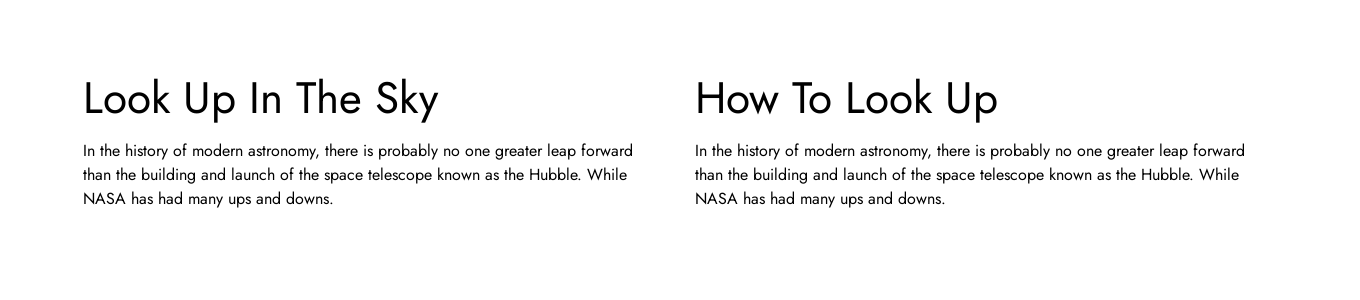 Look Up In The Sky
In the history of modern astronomy, there is probably no one greater leap forward
than the building and launch of the space telescope known as the Hubble. While
NASA has had many ups and downs.
How To Look Up
In the history of modern astronomy, there is probably no one greater leap forward
than the building and launch of the space telescope known as the Hubble. While
NASA has had many ups and downs.